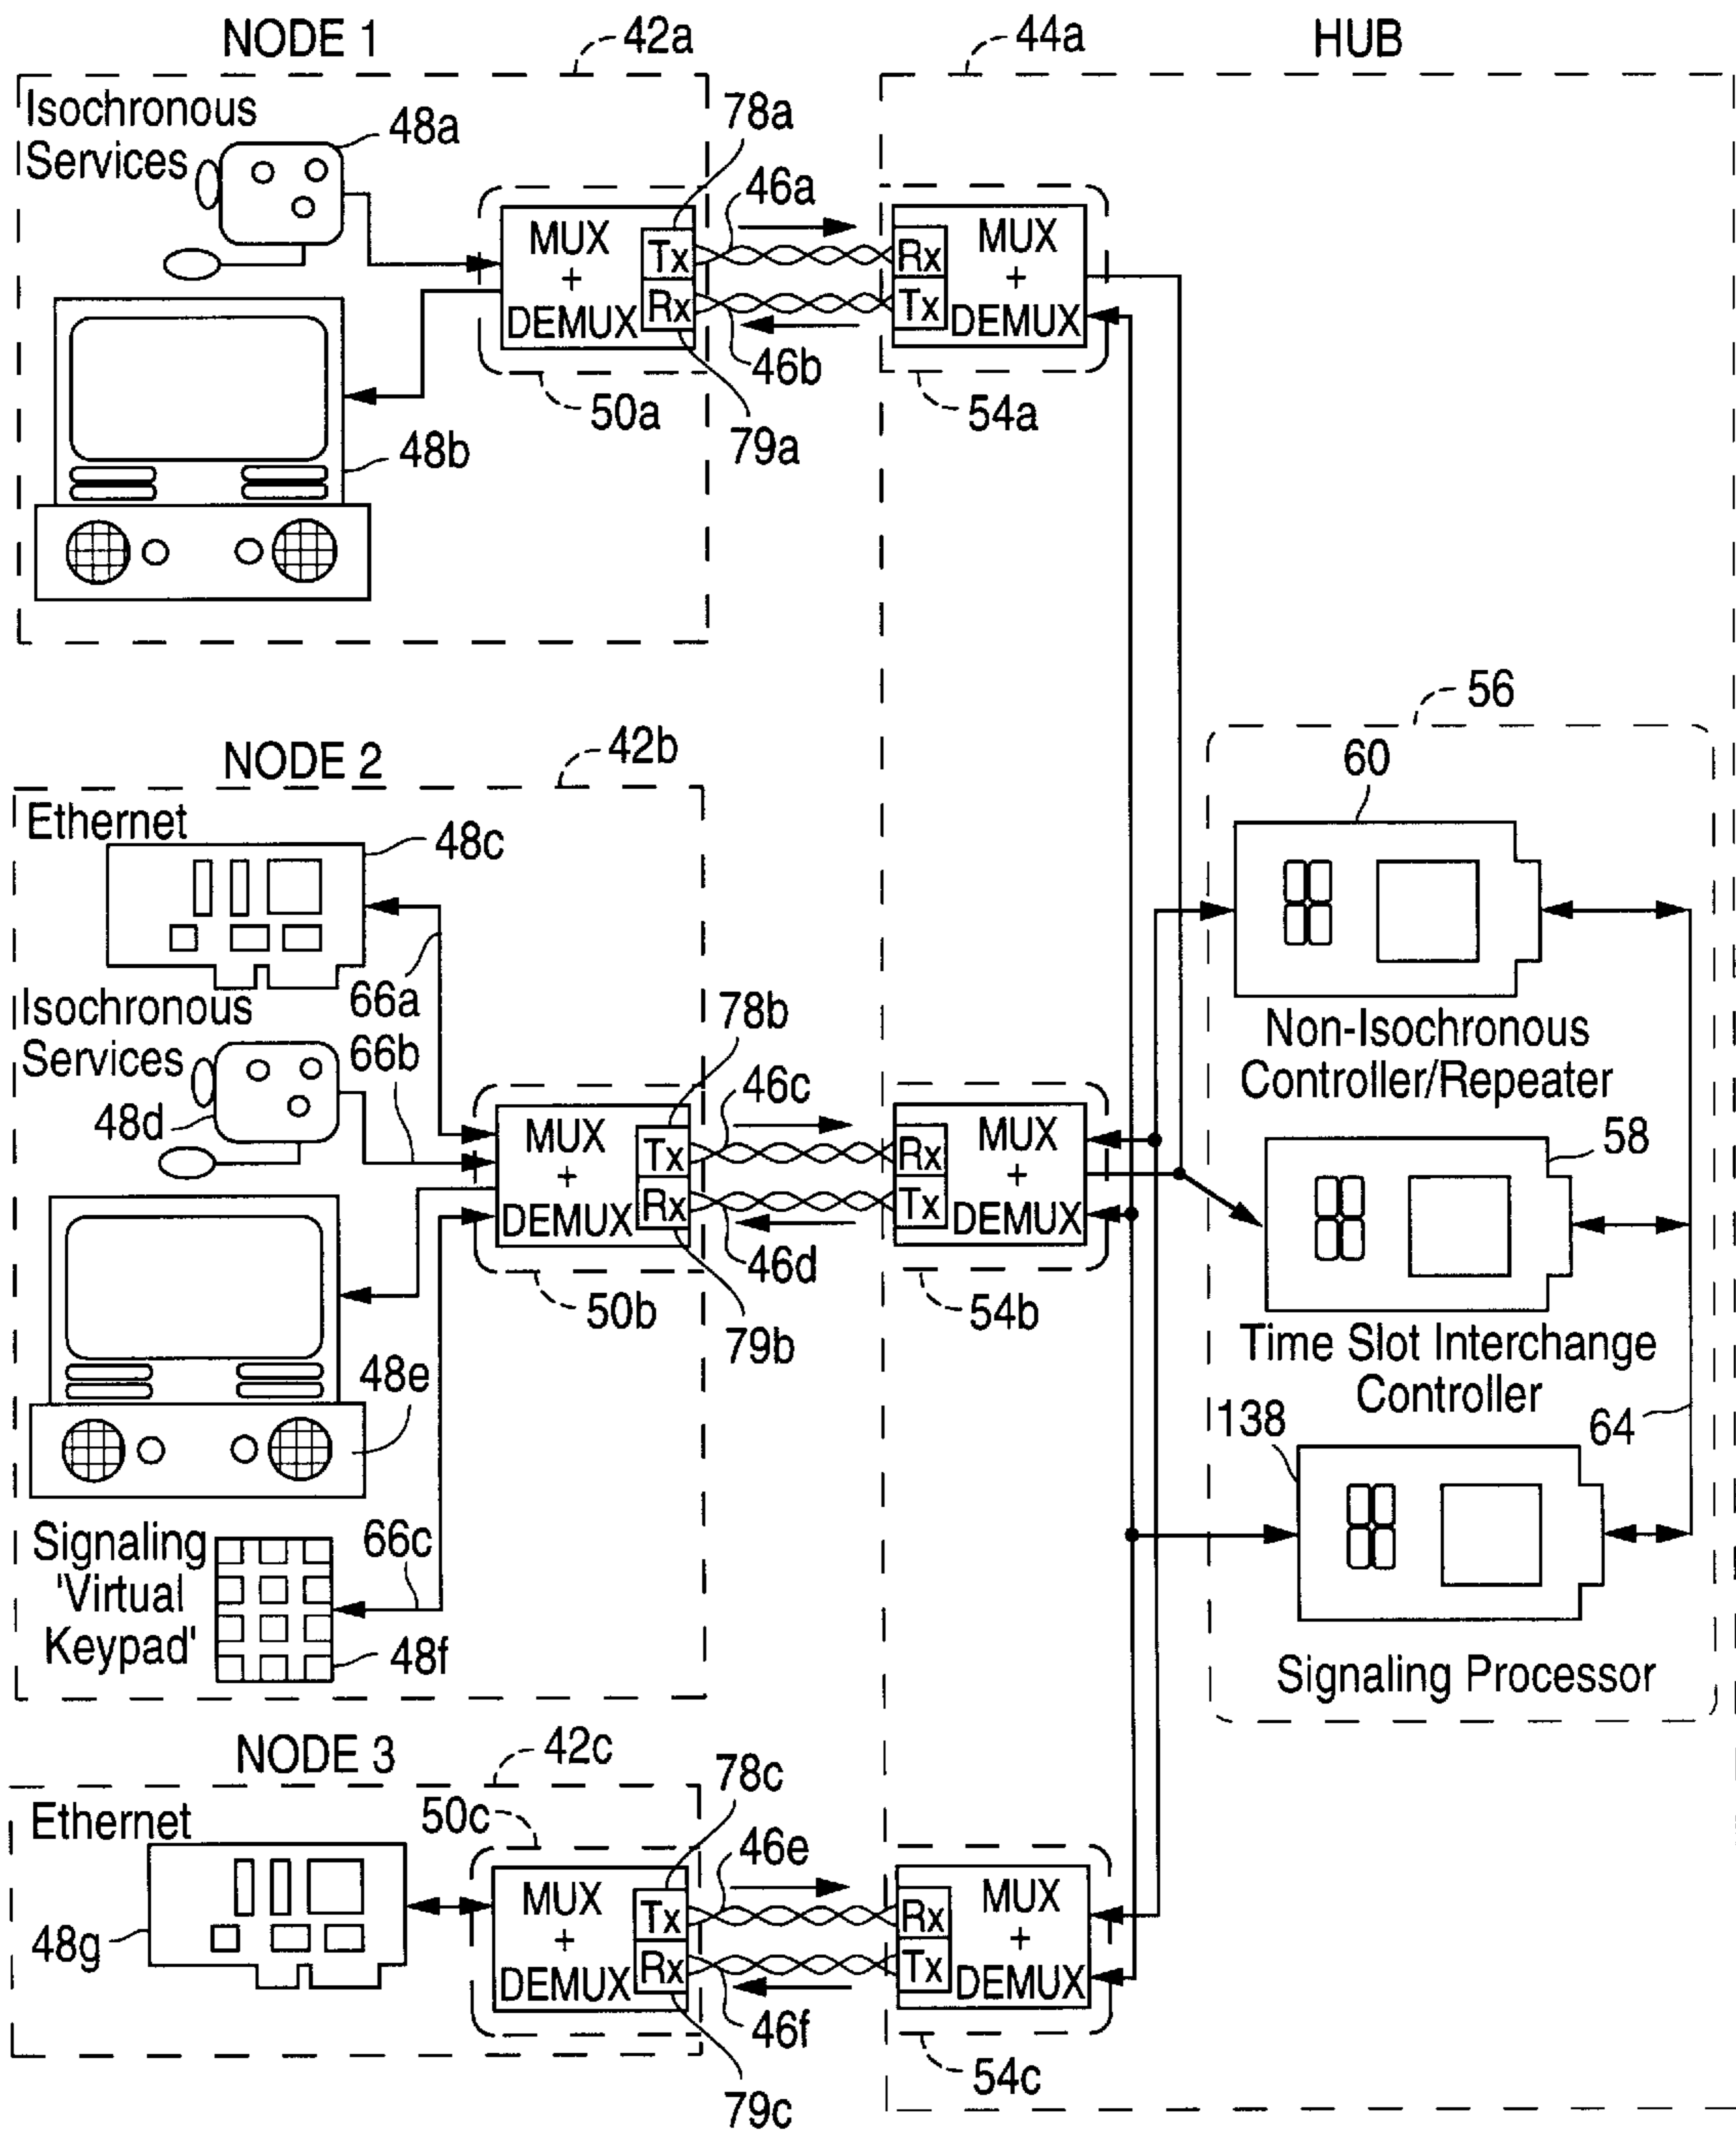 NODE 1
42a
44a
HUB
Isochronous
Services
48a
78a
46a
MUX
+
DEMUX
Tx
Rx
Rx
Tx
MUX
+
DEMUX
46b
50a
79a
54a
48b
56
NODE 2
42b
60
Ethernet
48c
66a
Isochronous
Services
66b
48d
78b
46c
Non-Isochronous
Controller/Repeater
58
MUX
+
DEMUX
Tx
Rx
Rx
Tx
MUX
+
DEMUX
46d
50b
79b
54b
Time Slot Interchange
Controller
48e
138
64
Signaling
'Virtual
Keypad'
66c
48f
Signaling Processor
NODE 3
42c
78c
50c
Ethernet
46e
48g
MUX
+
DEMUX
Tx
Rx
Rx
Tx
MUX
+
DEMUX
46f
79c
54c